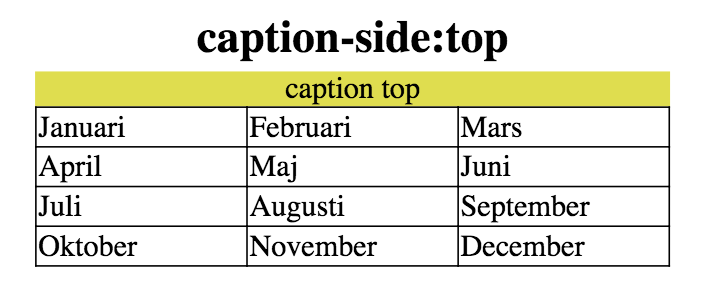 caption-side:top
caption top
Januari Februari Mars
April Maj Juni
Juli Augusti September
Oktober November December